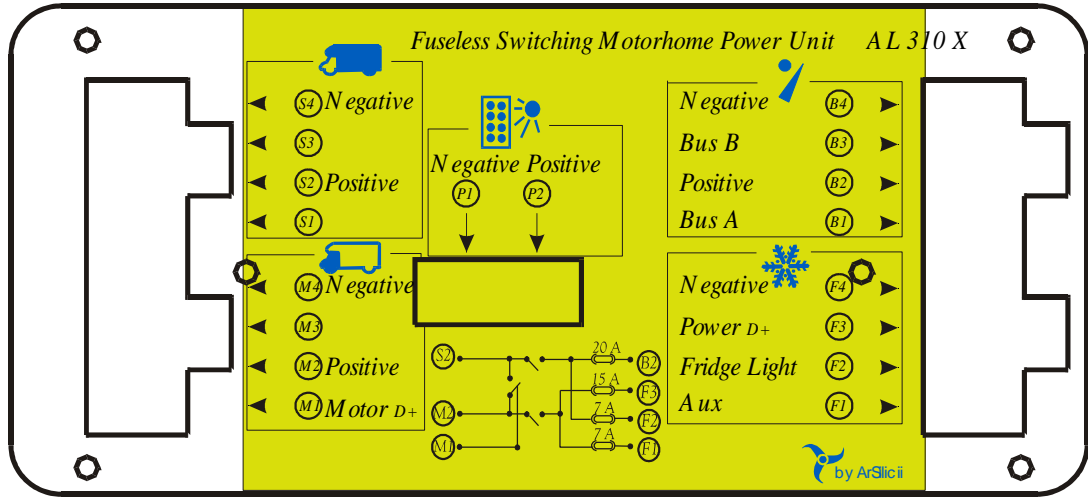 Fuseless Switching Motorhome Power Unit AL 310 X
S4 Negative
S3
S2 Positive
S1
Negative Positive
P1 P2
Negative B4
Bus B B3
Positive B2
Bus A B1
M4 Negative
M3
M2 Positive
M1 Motor D+
Negative F4
Power D+ F3
Fridge Light F2
Aux F1
S2 20 A B2
15 A F3
M2 7 A F2
M1 7 A F1
by ArSilicii